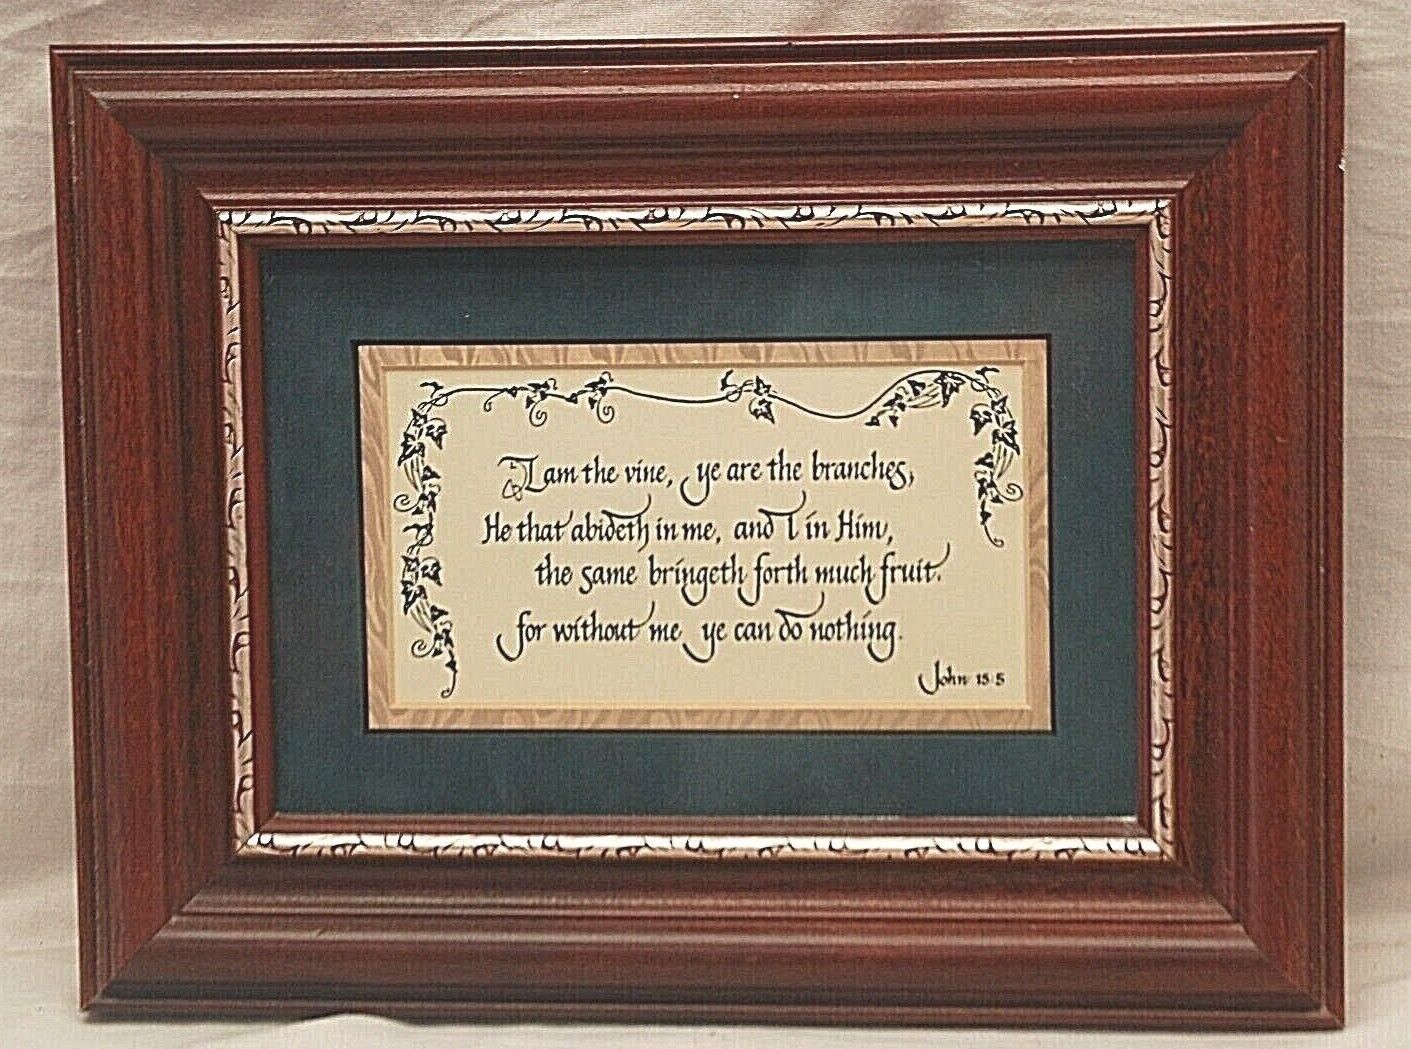 I am the vine, ye are the branches,
He that abideth in me, and I in Him,
the same bringeth forth much fruit.
for without me ye can do nothing.
John 15:5